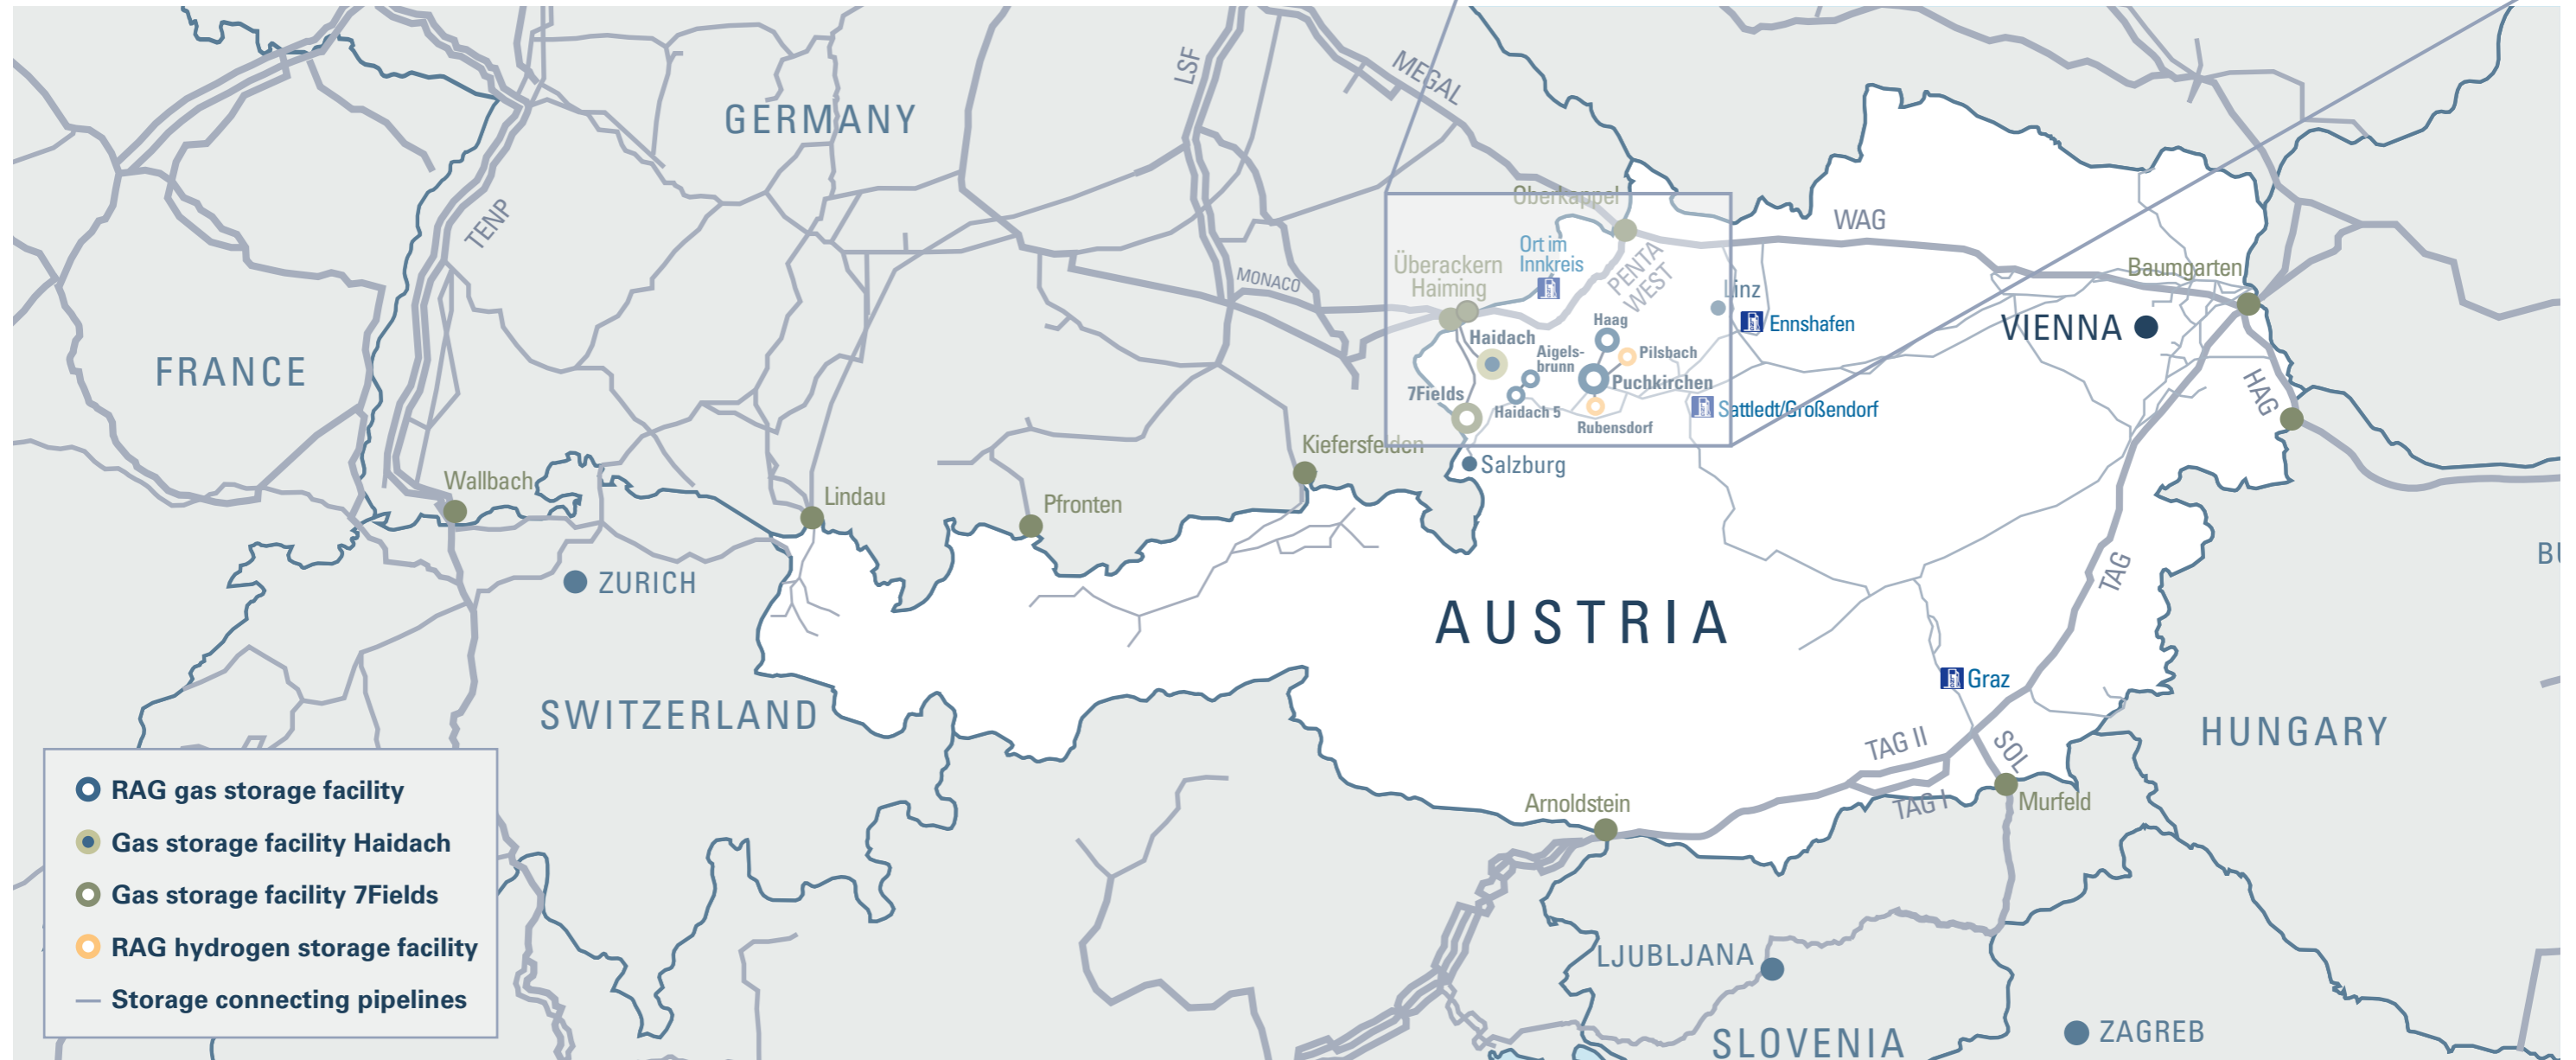 GERMANY
LSF
MEGAL
TENP
Oberkappel
WAG
Ort im
Innkreis
PENTA
WEST
Überackern
Haiming
MONACO
Baumgarten
Linz
Ennshafen
VIENNA
Haag
Haidach
Pilsbach
Aigels-
brunn
Puchkirchen
7Fields
Haidach 5
Sattledt/Großendorf
Rubensdorf
HAG
FRANCE
Kiefersfelden
Salzburg
Wallbach
Lindau
Pfronten
ZURICH
TAG
BU
AUSTRIA
Graz
SWITZERLAND
HUNGARY
TAG II
SOL
TAG I
Murfeld
Arnoldstein
RAG gas storage facility
Gas storage facility Haidach
Gas storage facility 7Fields
RAG hydrogen storage facility
Storage connecting pipelines
LJUBLJANA
SLOVENIA
ZAGREB